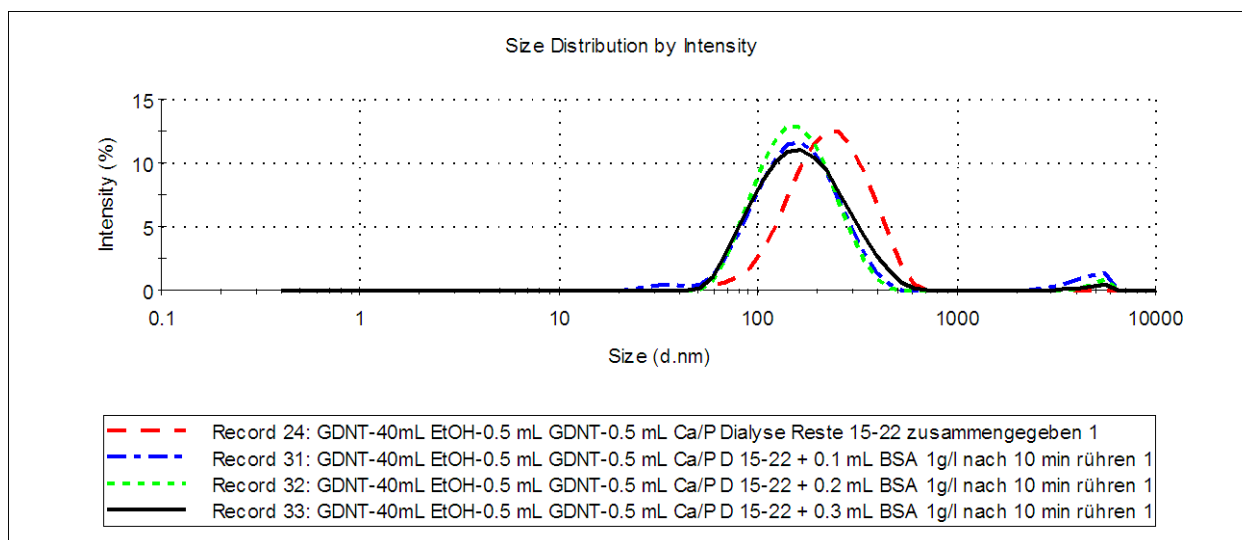 Size Distribution by Intensity
15
10
5
0
Intensity (%)
0.1 1 10 100 1000 10000
Size (d.nm)
Record 24: GDNT-40mL EtOH-0.5 mL GDNT-0.5 mL Ca/P Dialyse Reste 15-22 zusammengegeben 1
Record 31: GDNT-40mL EtOH-0.5 mL GDNT-0.5 mL Ca/P D 15-22 + 0.1 mL BSA 1g/l nach 10 min rühren 1
Record 32: GDNT-40mL EtOH-0.5 mL GDNT-0.5 mL Ca/P D 15-22 + 0.2 mL BSA 1g/l nach 10 min rühren 1
Record 33: GDNT-40mL EtOH-0.5 mL GDNT-0.5 mL Ca/P D 15-22 + 0.3 mL BSA 1g/l nach 10 min rühren 1